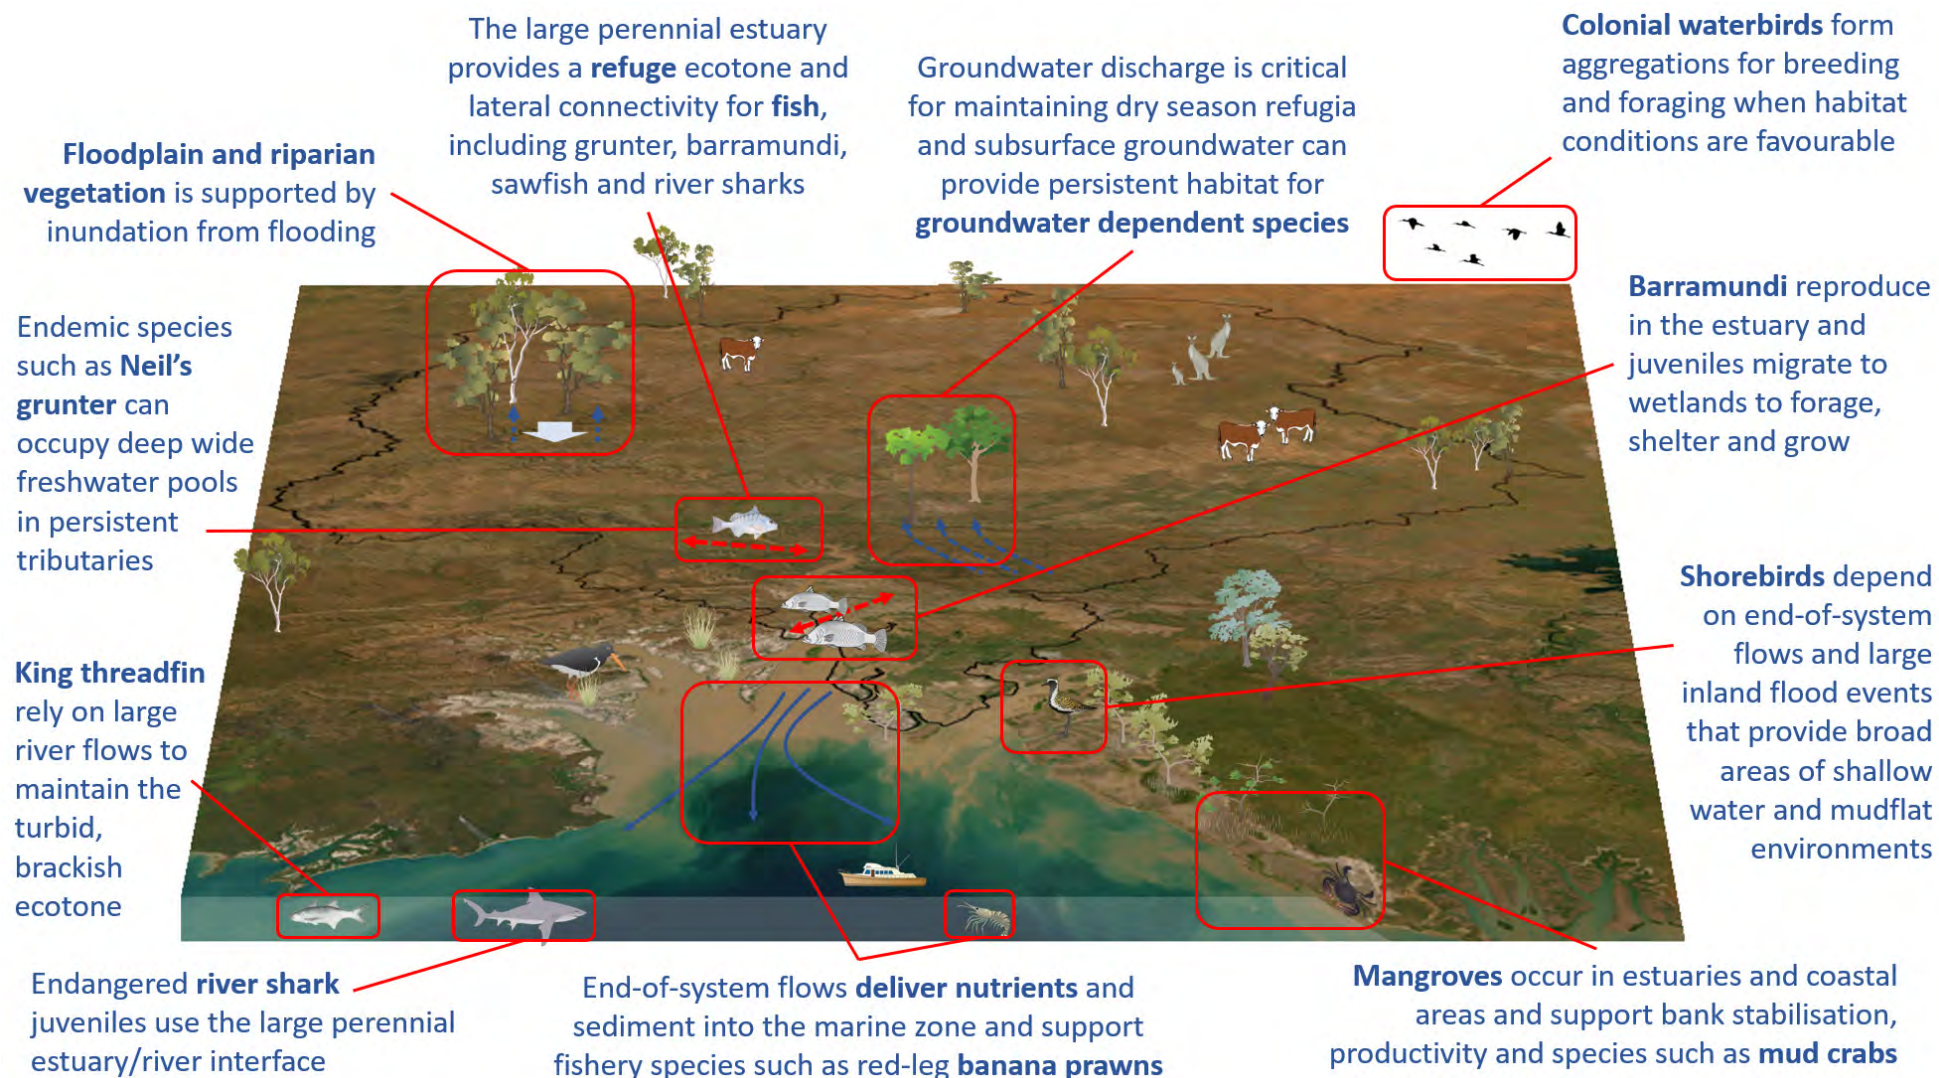 The large perennial estuary
provides a refuge ecotone and
lateral connectivity for fish,
including grunter, barramundi,
sawfish and river sharks
Groundwater discharge is critical
for maintaining dry season refugia
and subsurface groundwater can
provide persistent habitat for
groundwater dependent species
Colonial waterbirds form
aggregations for breeding
and foraging when habitat
conditions are favourable
Floodplain and riparian
vegetation is supported by
inundation from flooding
Barramundi reproduce
in the estuary and
juveniles migrate to
wetlands to forage,
shelter and grow
Endemic species
such as Neil’s
grunter can
occupy deep wide
freshwater pools
in persistent
tributaries
Shorebirds depend
on end-of-system
flows and large
inland flood events
that provide broad
areas of shallow
water and mudflat
environments
King threadfin
rely on large
river flows to
maintain the
turbid,
brackish
ecotone
Endangered river shark
juveniles use the large perennial
estuary/river interface
End-of-system flows deliver nutrients and
sediment into the marine zone and support
fishery species such as red-leg banana prawns
Mangroves occur in estuaries and coastal
areas and support bank stabilisation,
productivity and species such as mud crabs